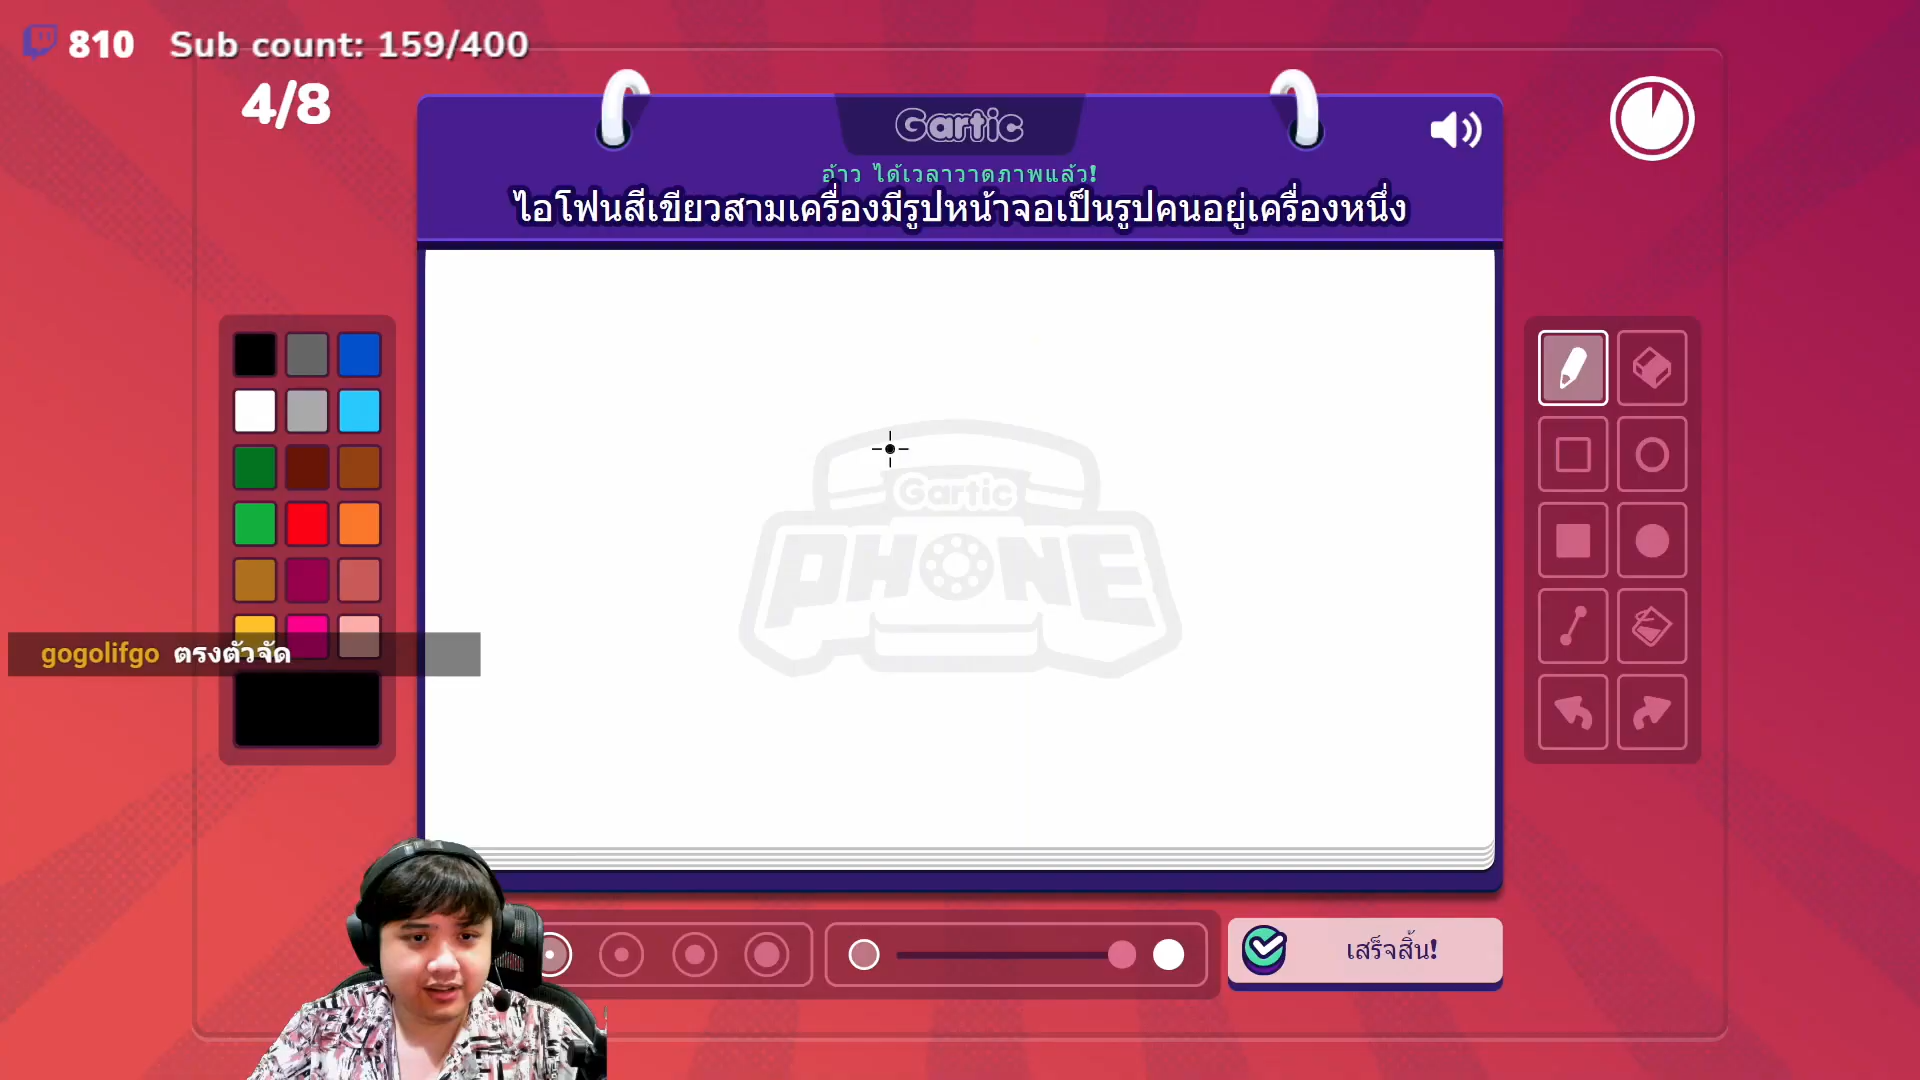 810 Sub count: 159/400
4/8
Gartic
อ้าว ได้เวลาวาดภาพแล้ว!
ไอโฟนสีเขียวสามเครื่องมีรูปหน้าจอเป็นรูปคนอยู่เครื่องหนึ่ง
Gartic
PHONE
gogolifgo ตรงตัวจัด
เสร็จสิ้น!